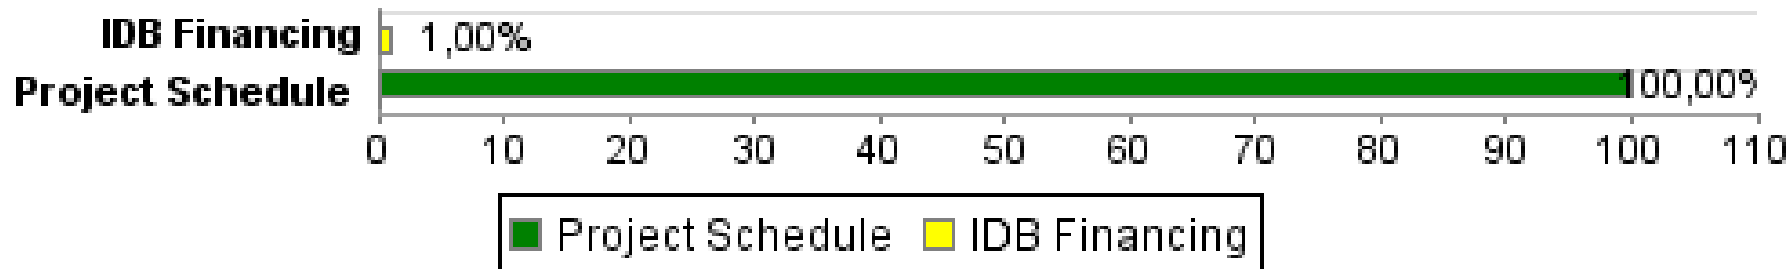 IDB Financing 1,00%
Project Schedule 100,00%
0 10 20 30 40 50 60 70 80 90 100 110
Project Schedule IDB Financing